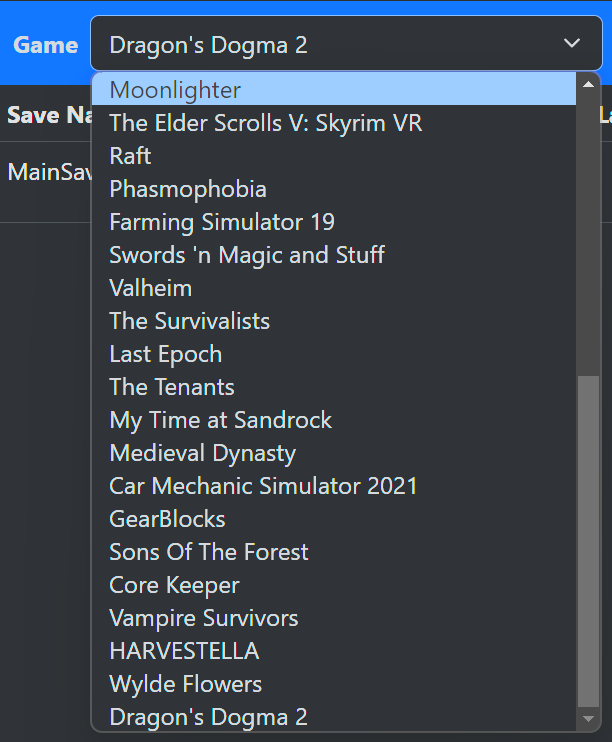 Game
Dragon's Dogma 2
Save Na
La
MainSav
Moonlighter
The Elder Scrolls V: Skyrim VR
Raft
Phasmophobia
Farming Simulator 19
Swords 'n Magic and Stuff
Valheim
The Survivalists
Last Epoch
The Tenants
My Time at Sandrock
Medieval Dynasty
Car Mechanic Simulator 2021
GearBlocks
Sons Of The Forest
Core Keeper
Vampire Survivors
HARVESTELLA
Wylde Flowers
Dragon's Dogma 2